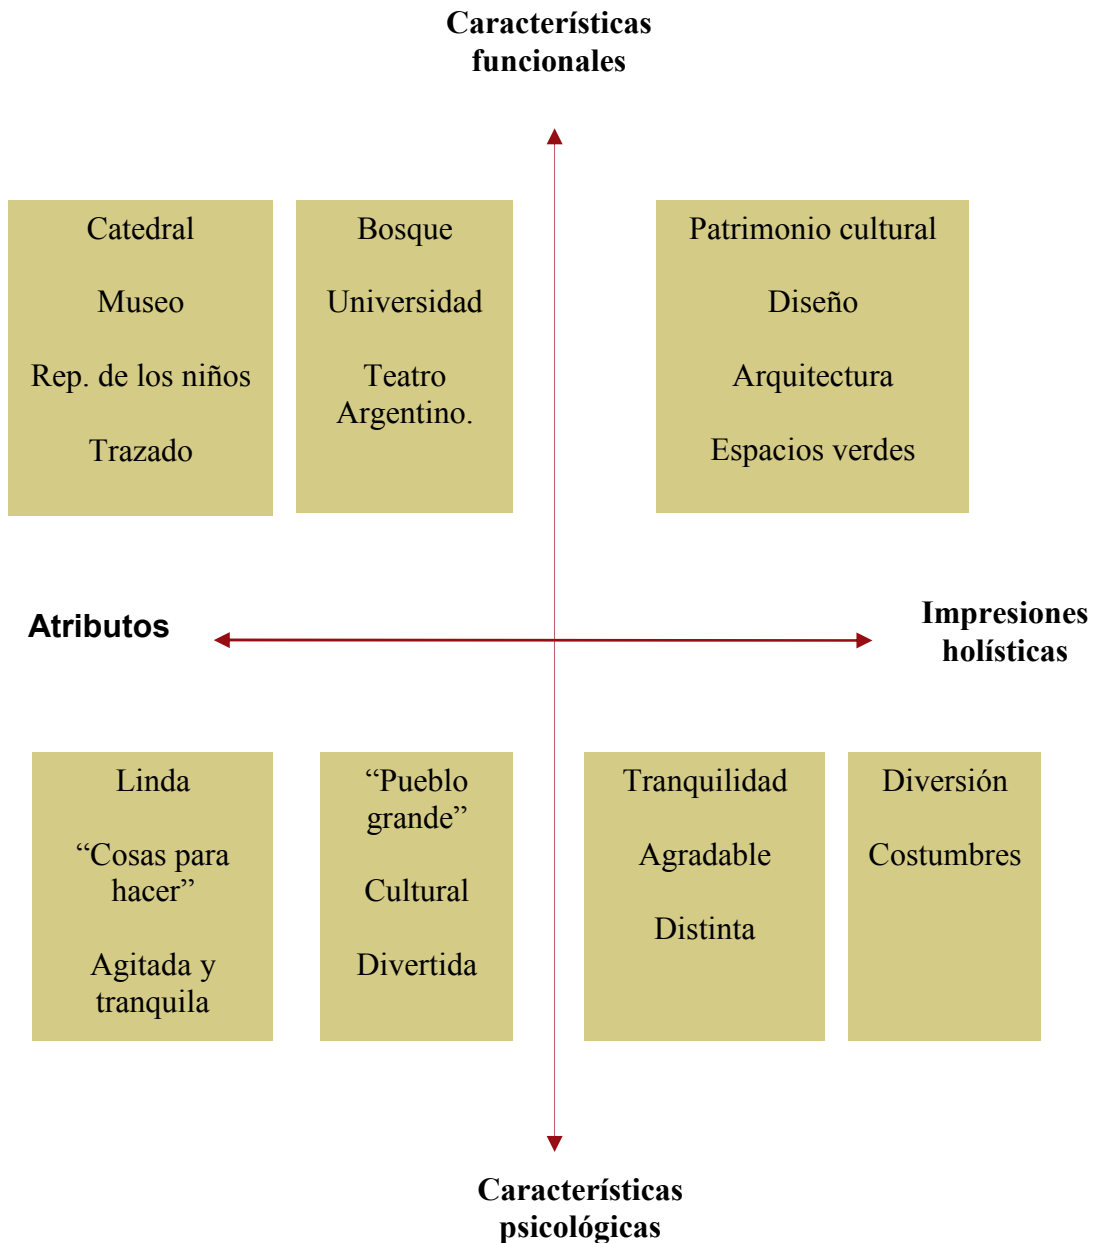 Características
funcionales
Catedral
Museo
Rep. de los niños
Trazado
Bosque
Universidad
Teatro
Argentino.
Patrimonio cultural
Diseño
Arquitectura
Espacios verdes
Atributos
Impresiones
holísticas
Linda
“Cosas para
hacer”
Agitada y
tranquila
“Pueblo
grande”
Cultural
Divertida
Tranquilidad
Agradable
Distinta
Diversión
Costumbres
Características
psicológicas